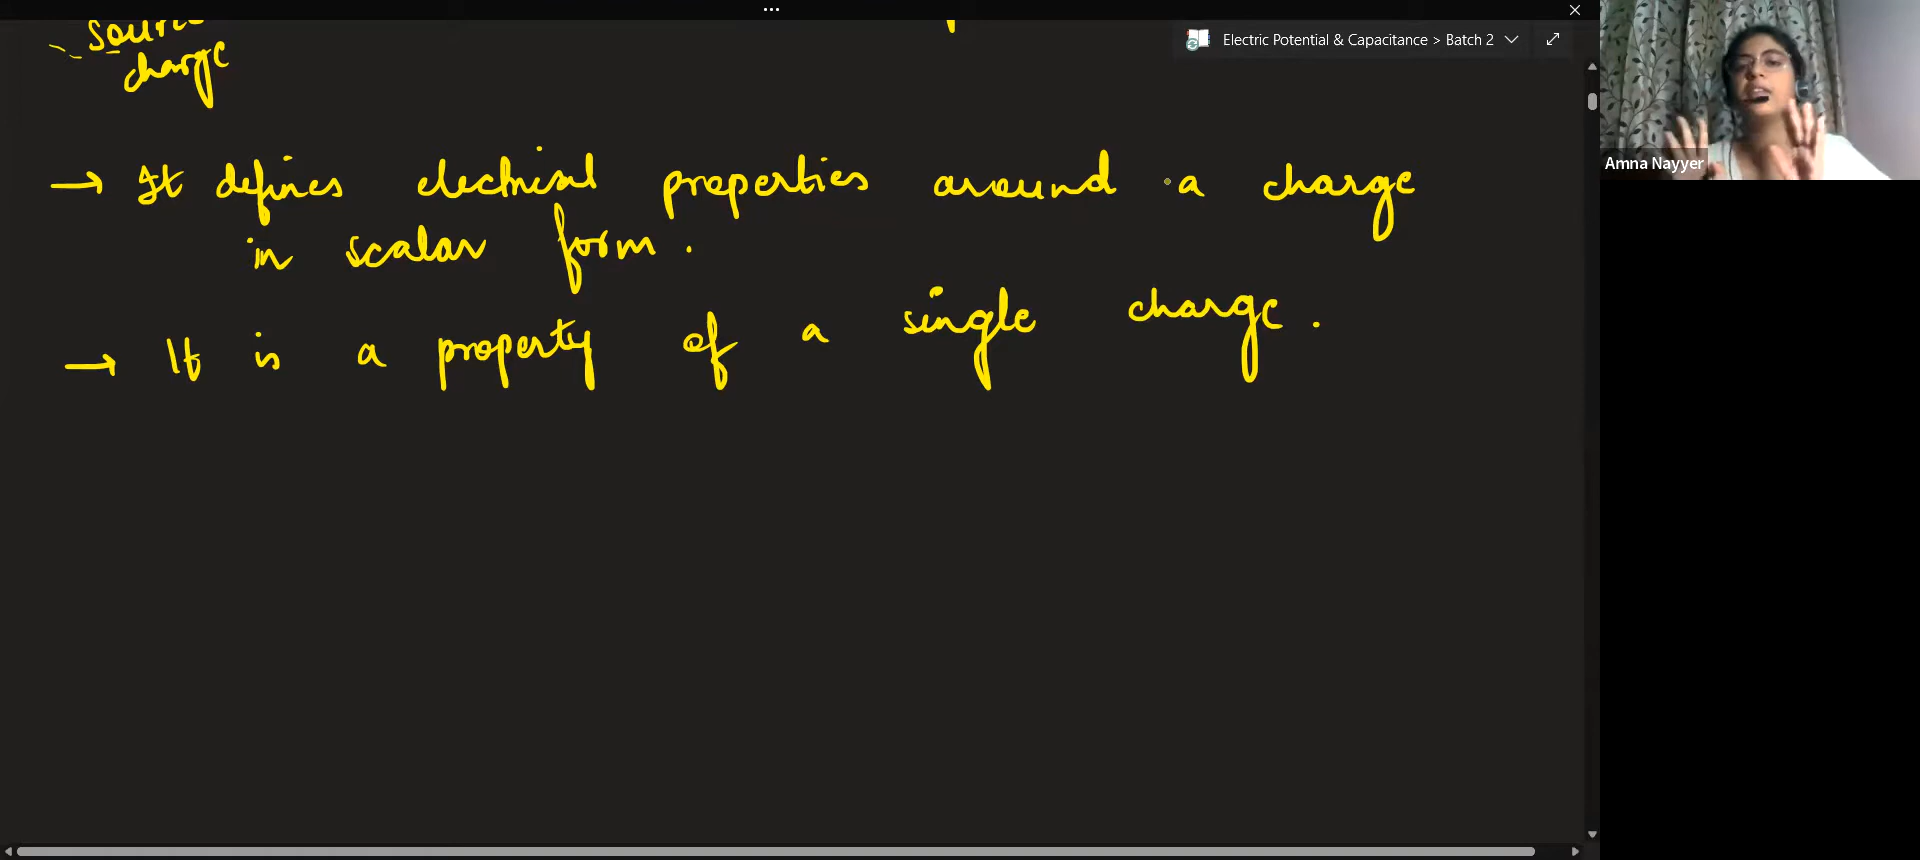 Electric Potential & Capacitance > Batch 2
charge
Amna Nayyer
→ It defines electrical properties around a charge
in scalar form.
→ It is a property of a single charge.